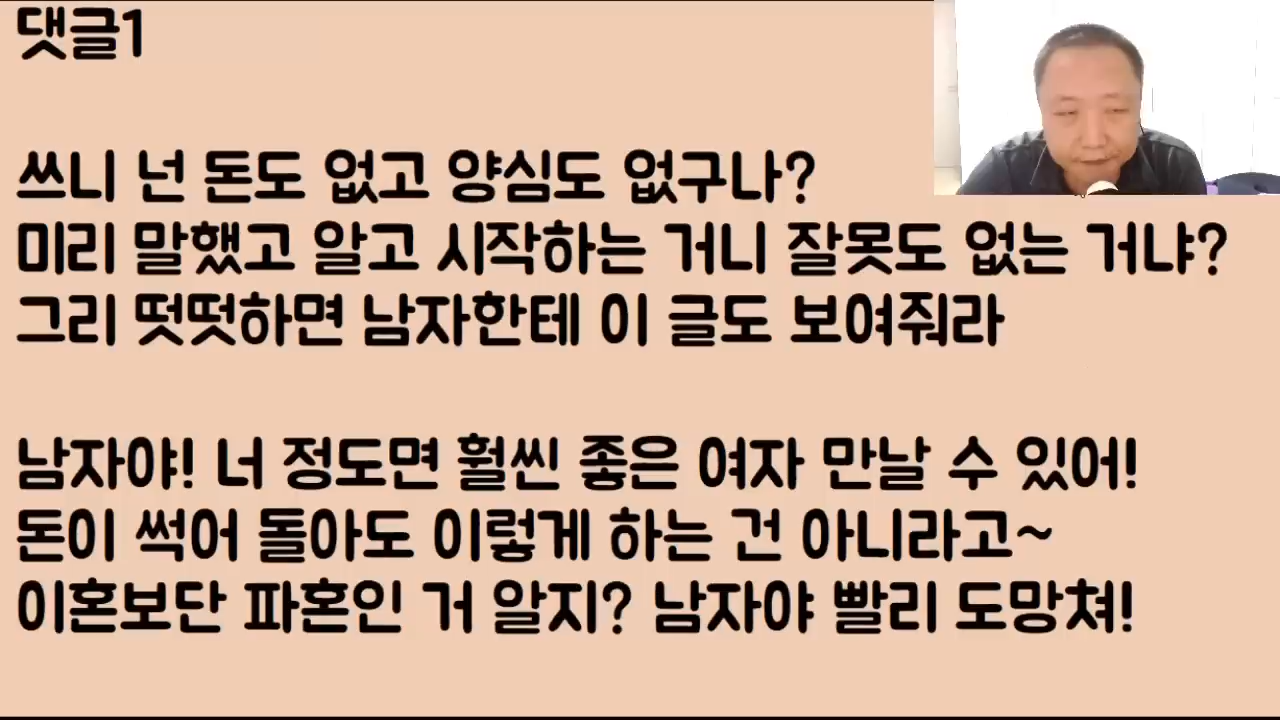 댓글1
쓰니 넌 돈도 없고 양심도 없구나?
미리 말했고 알고 시작하는 거니 잘못도 없는 거냐?
그리 떳떳하면 남자한테 이 글도 보여줘라
남자야! 너 정도면 훨씬 좋은 여자 만날 수 있어!
돈이 썩어 돌아도 이렇게 하는 건 아니라고~
이혼보단 파혼인 거 알지? 남자야 빨리 도망쳐!